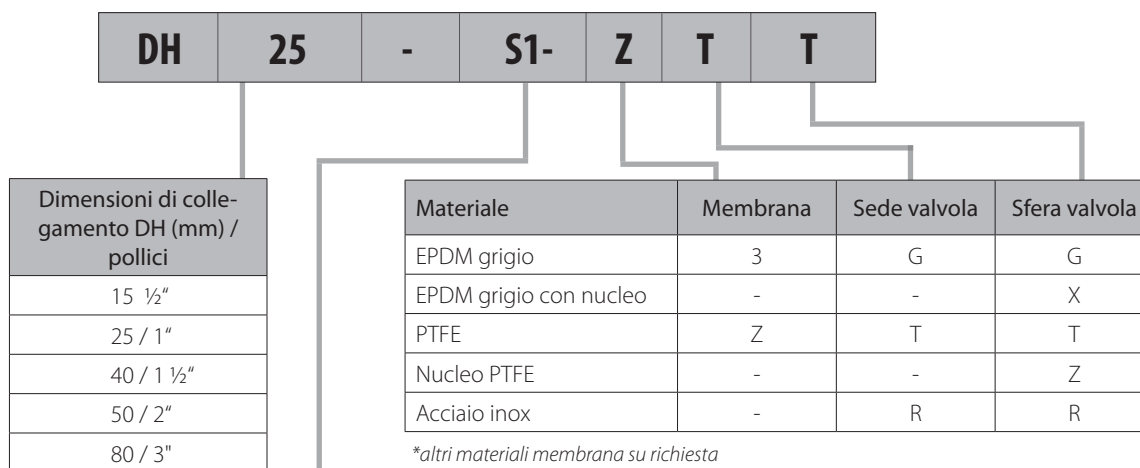 DH 25 - S1- Z T T
Dimensioni di colle-
gamento DH (mm) /
pollici
15 ½“
25 / 1“
40 / 1 ½“
50 / 2“
80 / 3"
Materiale Membrana Sede valvola Sfera valvola
EPDM grigio 3 G G
EPDM grigio con nucleo - - X
PTFE Z T T
Nucleo PTFE - - Z
Acciaio inox - R R
*altri materiali membrana su richiesta